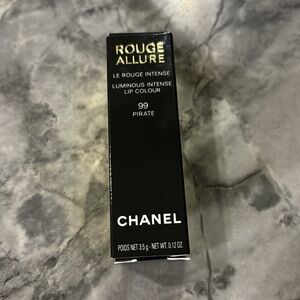 ROUGE
ALLURE
LE ROUGE INTENSE
LUMINOUS INTENSE
LIP COLOUR
99
PIRATE
CHANEL
POIDS NET 3.5 g - NET WT. 0.12 OZ.